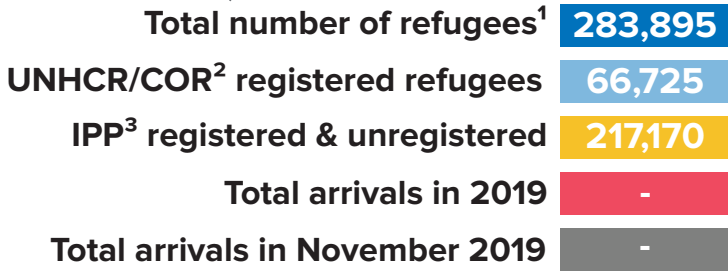 Total number of refugees¹ 283,895
UNHCR/COR² registered refugees 66,725
IPP³ registered & unregistered 217,170
Total arrivals in 2019 -
Total arrivals in November 2019 -